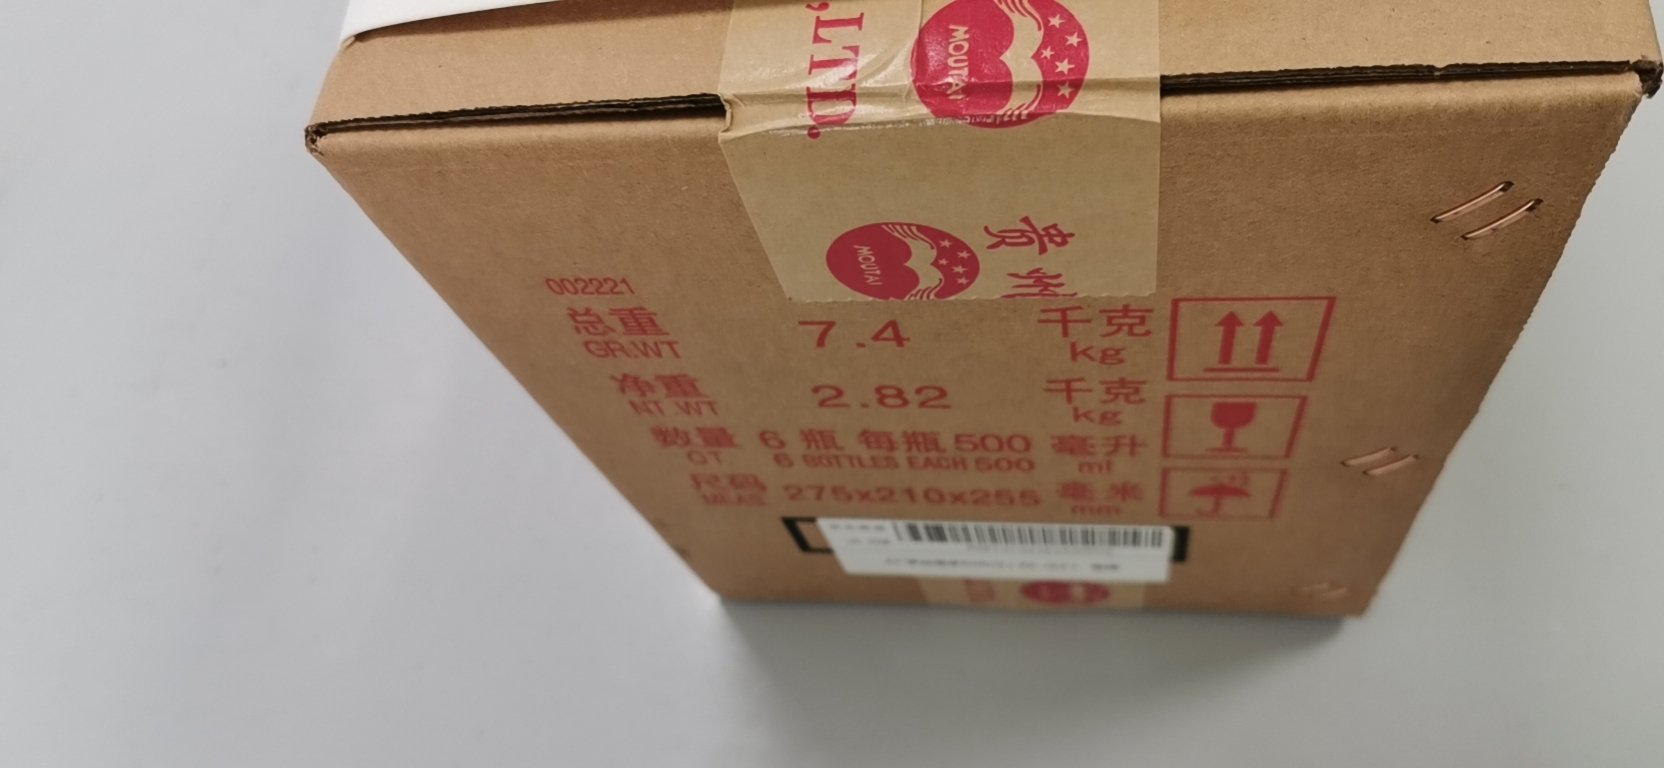 ,LTD.
MOUTAI
MOUTAI
贵州
002221
总重 7.4 千克
GR.WT kg
净重 2.82 千克
NT.WT kg
数量 6 瓶 每瓶 500 毫升
QT 6 BOTTLES EACH 500 ml
尺码 275x210x255 毫米
MEAS mm